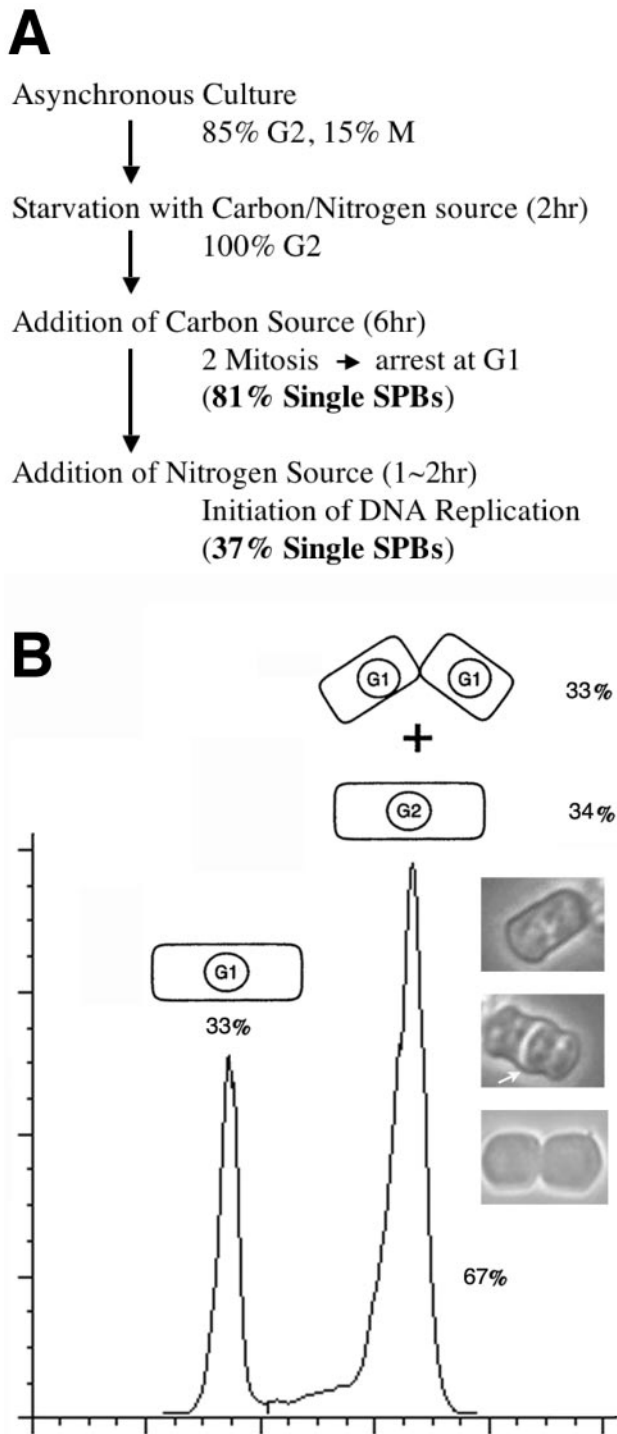 A
Asynchronous Culture
85% G2, 15% M
Starvation with Carbon/Nitrogen source (2hr)
100% G2
Addition of Carbon Source (6hr)
2 Mitosis → arrest at G1
(81% Single SPBs)
Addition of Nitrogen Source (1~2hr)
Initiation of DNA Replication
(37% Single SPBs)
B
G1 G1 33%
+
G2 34%
G1
33%
67%